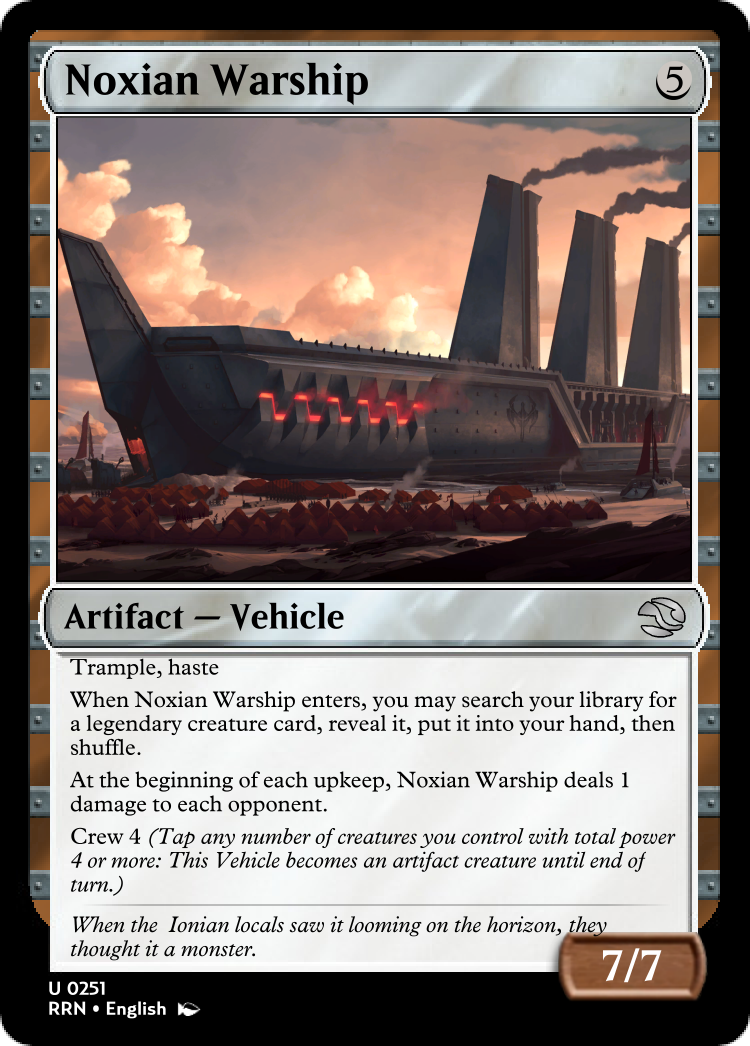 Noxian Warship
5
Artifact — Vehicle
Trample, haste
When Noxian Warship enters, you may search your library for
a legendary creature card, reveal it, put it into your hand, then
shuffle.
At the beginning of each upkeep, Noxian Warship deals 1
damage to each opponent.
Crew 4 (Tap any number of creatures you control with total power
4 or more: This Vehicle becomes an artifact creature until end of
turn.)
When the  Ionian locals saw it looming on the horizon, they
thought it a monster.
7/7
U 0251
RRN • English